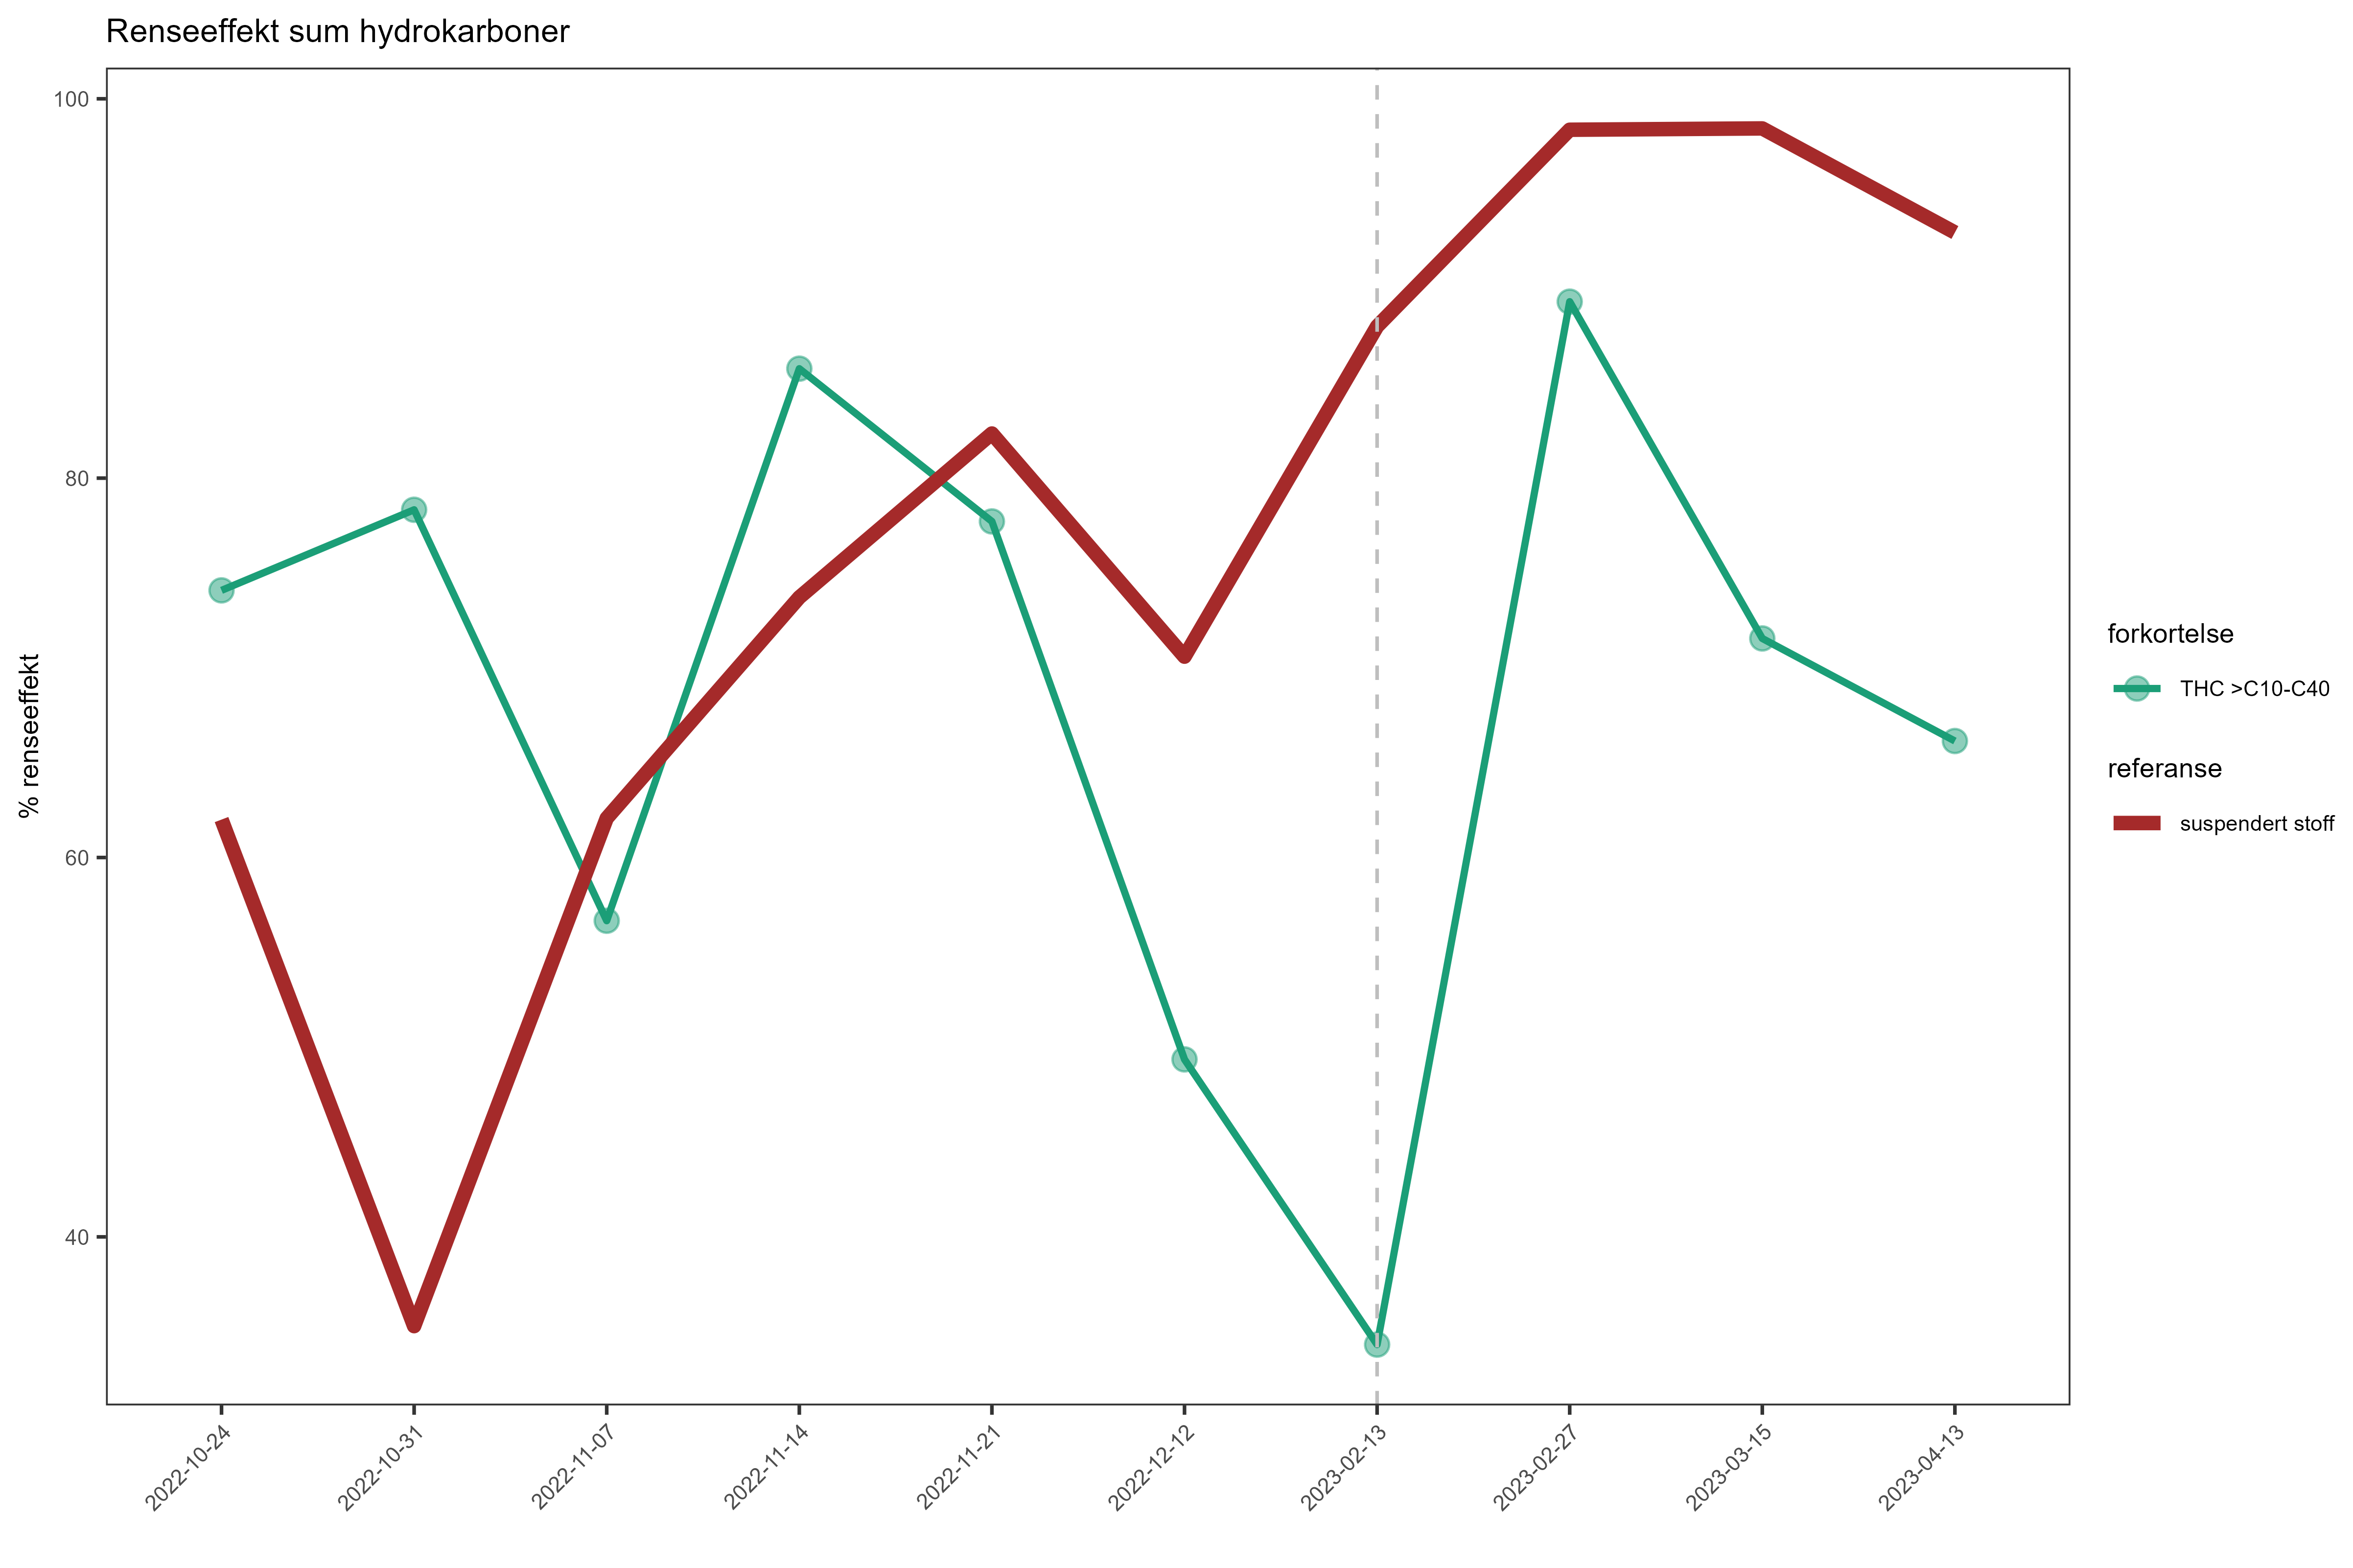 Renseeffekt sum hydrokarboner
% renseeffekt
100
80
60
40
2022-10-24
2022-10-31
2022-11-07
2022-11-14
2022-11-21
2022-12-12
2023-02-13
2023-02-27
2023-03-15
2023-04-13
forkortelse
THC >C10-C40
referanse
suspendert stoff